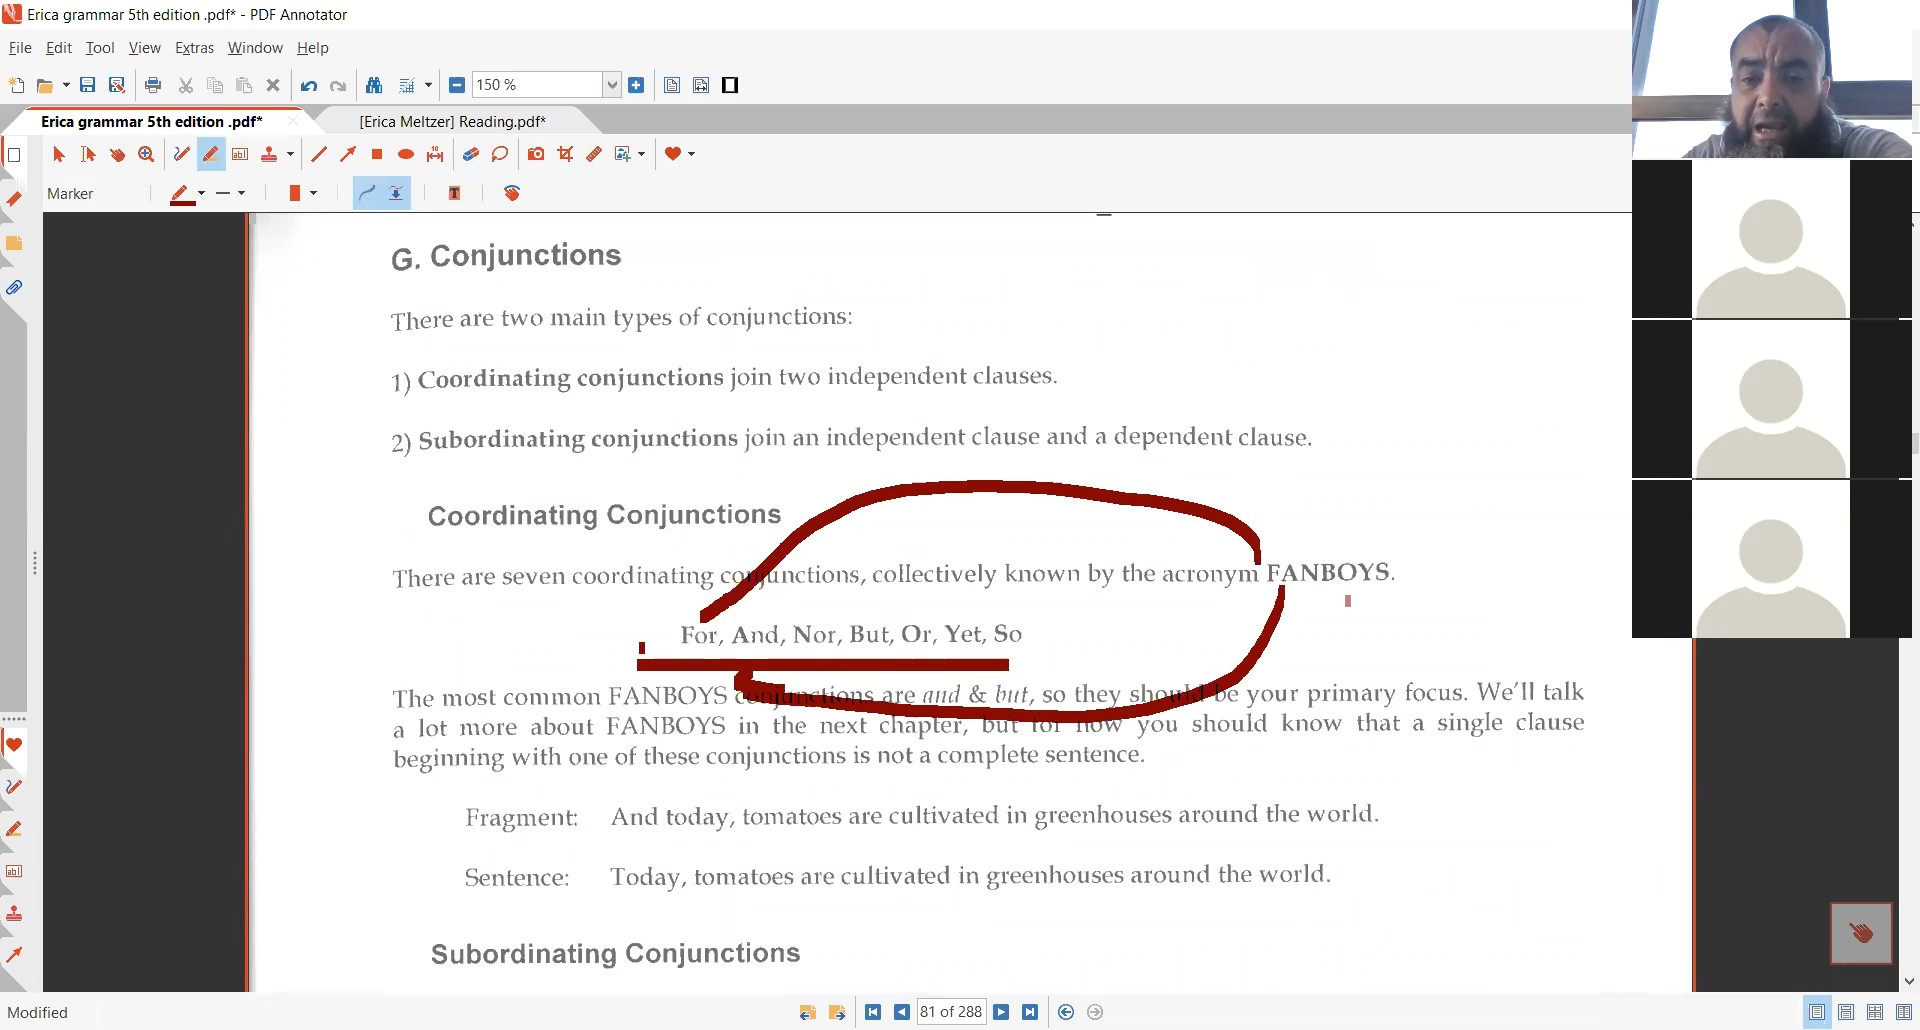 Erica grammar 5th edition .pdf* - PDF Annotator
File Edit Tool View Extras Window Help
150 %
Erica grammar 5th edition .pdf*
[Erica Meltzer] Reading.pdf*
Marker
G. Conjunctions
There are two main types of conjunctions:
1) Coordinating conjunctions join two independent clauses.
2) Subordinating conjunctions join an independent clause and a dependent clause.
Coordinating Conjunctions
There are seven coordinating conjunctions, collectively known by the acronym FANBOYS.
For, And, Nor, But, Or, Yet, So
The most common FANBOYS conjunctions are and & but, so they should be your primary focus. We'll talk
a lot more about FANBOYS in the next chapter, but for now you should know that a single clause
beginning with one of these conjunctions is not a complete sentence.
Fragment: And today, tomatoes are cultivated in greenhouses around the world.
Sentence: Today, tomatoes are cultivated in greenhouses around the world.
Subordinating Conjunctions
Modified
81 of 288